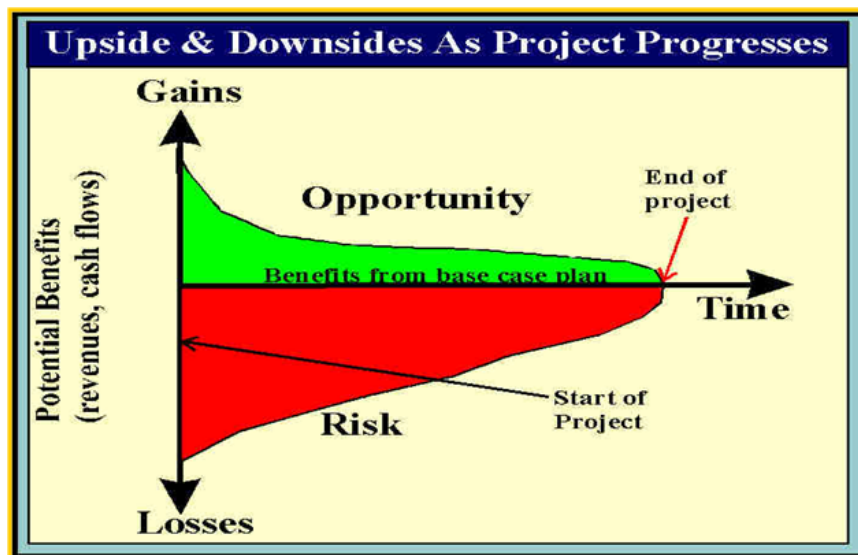 Upside & Downsides As Project Progresses
Gains
Potential Benefits
(revenues, cash flows)
Opportunity
End of
project
Benefits from base case plan
Time
Start of
Project
Risk
Losses